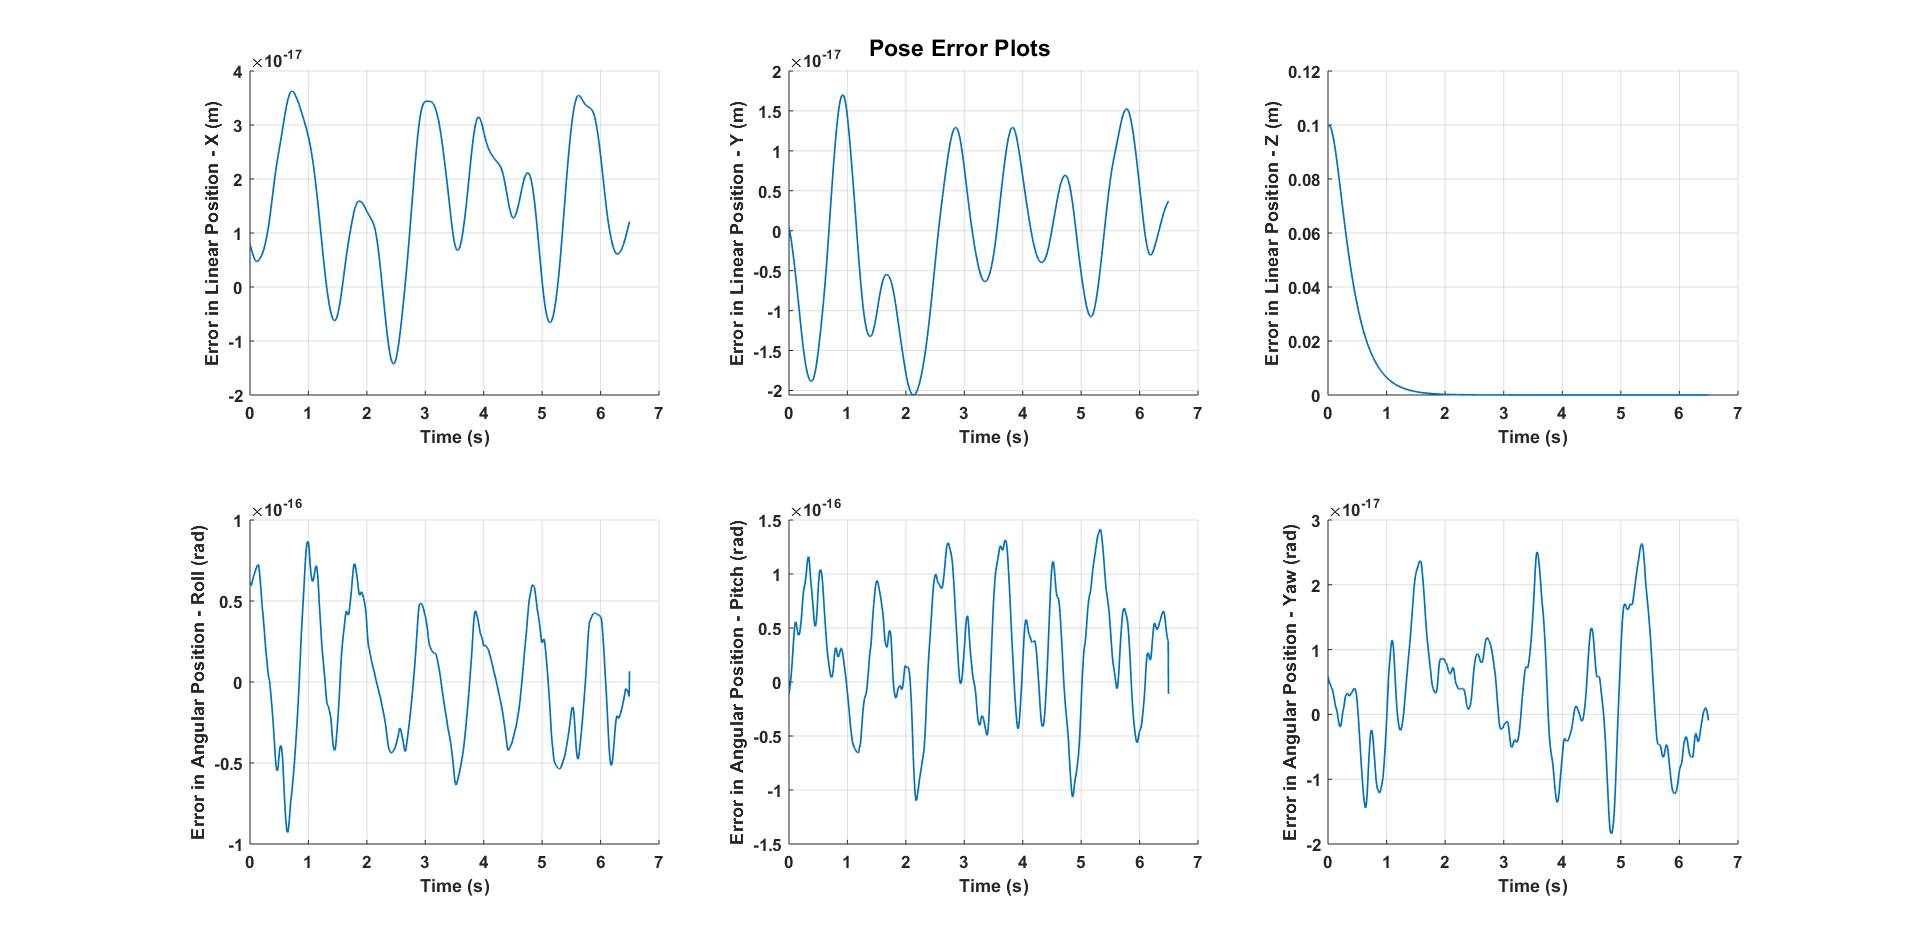 Pose Error Plots
×10-17
4
3
2
1
0
-1
-2
0 1 2 3 4 5 6 7
Time (s)
Error in Linear Position - X (m)
×10-17
2
1.5
1
0.5
0
-0.5
-1
-1.5
-2
0 1 2 3 4 5 6 7
Time (s)
Error in Linear Position - Y (m)
0.12
0.1
0.08
0.06
0.04
0.02
0
0 1 2 3 4 5 6 7
Time (s)
Error in Linear Position - Z (m)
×10-16
1
0.5
0
-0.5
-1
0 1 2 3 4 5 6 7
Time (s)
Error in Angular Position - Roll (rad)
×10-16
1.5
1
0.5
0
-0.5
-1
-1.5
0 1 2 3 4 5 6 7
Time (s)
Error in Angular Position - Pitch (rad)
×10-17
3
2
1
0
-1
-2
0 1 2 3 4 5 6 7
Time (s)
Error in Angular Position - Yaw (rad)